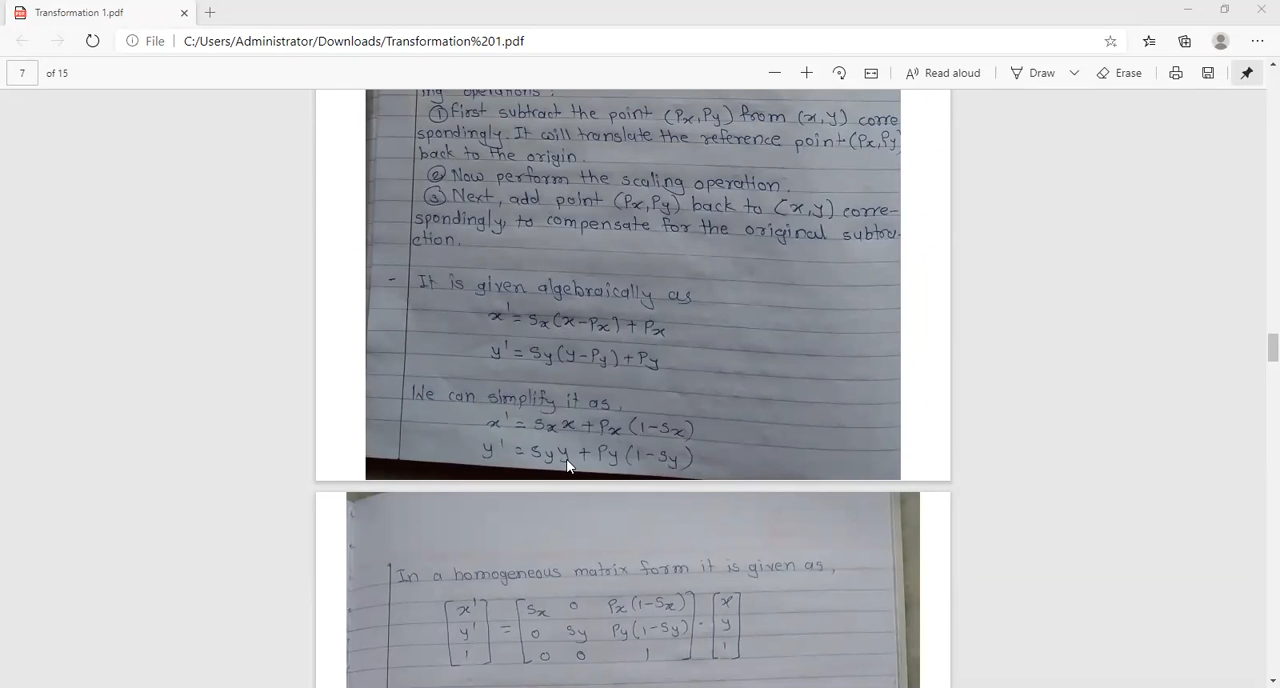 Transformation 1.pdf
File
C:/Users/Administrator/Downloads/Transformation%201.pdf
7 of 15
Read aloud
Draw
Erase
ing operations:
① First subtract the point (Px,Py) from (x,y) corre
spondingly. It will translate the reference point (Px,Py)
back to the origin.
② Now perform the scaling operation.
③ Next, add point (Px,Py) back to (x,y) corre-
spondingly, to compensate for the original subtra-
ction.
- It is given algebraically as
x' = Sx(x-Px) + Px
y' = Sy(y-Py) + Py
We can simplify it as,
x' = Sx x + Px (1-Sx)
y' = Sy y + Py (1-Sy)
In a homogeneous matrix form it is given as,
[x'] = [Sx 0 Px(1-Sx)] . [x]
[y'] [0 Sy Py(1-Sy)] [y]
[1] [0 0 1] [1]